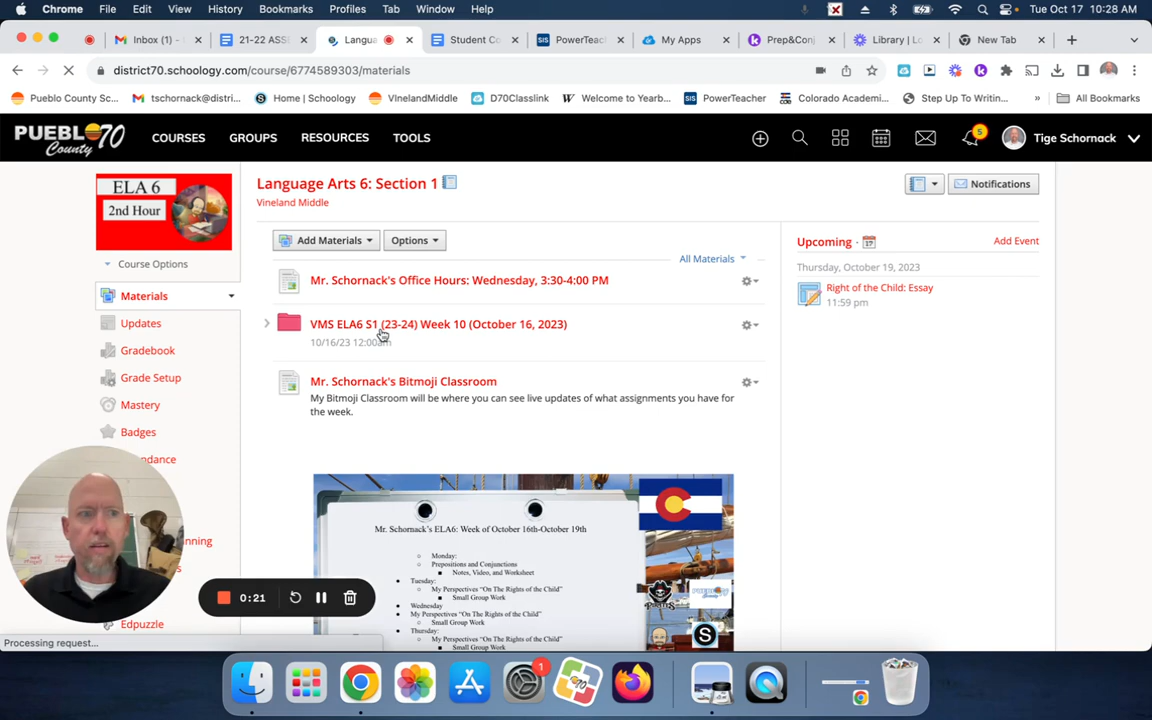 Chrome File Edit View History Bookmarks Profiles Tab Window Help Tue Oct 17 10:28 AM
Inbox (1) - 21-22 ASSE Langua Student Co PowerTeach My Apps Prep&Conj Library | Lo New Tab
district70.schoology.com/course/6774589303/materials
Pueblo County Sc... tschornack@distri... Home | Schoology VInelandMiddle D70Classlink Welcome to Yearb... PowerTeacher Colorado Academi... Step Up To Writin... » All Bookmarks
PUEBLO 70
County
COURSES GROUPS RESOURCES TOOLS 5 Tige Schornack
ELA 6
2nd Hour
Course Options
Materials
Updates
Gradebook
Grade Setup
Mastery
Badges
endance
nning
Edpuzzle
Language Arts 6: Section 1
Vineland Middle
Notifications
Add Materials Options
All Materials
Mr. Schornack's Office Hours: Wednesday, 3:30-4:00 PM
VMS ELA6 S1 (23-24) Week 10 (October 16, 2023)
10/16/23 12:00am
Mr. Schornack's Bitmoji Classroom
My Bitmoji Classroom will be where you can see live updates of what assignments you have for
the week.
Mr. Schornack's ELA6: Week of October 16th-October 19th
Monday:
Prepositions and Conjunctions
Notes, Video, and Worksheet
Tuesday:
My Perspectives "On The Rights of the Child"
Small Group Work
Wednesday
My Perspectives "On The Rights of the Child"
Small Group Work
Thursday:
My Perspectives "On The Rights of the Child"
Small Group Work
Upcoming · 17 Add Event
Thursday, October 19, 2023
Right of the Child: Essay
11:59 pm
0:21
Processing request...
1